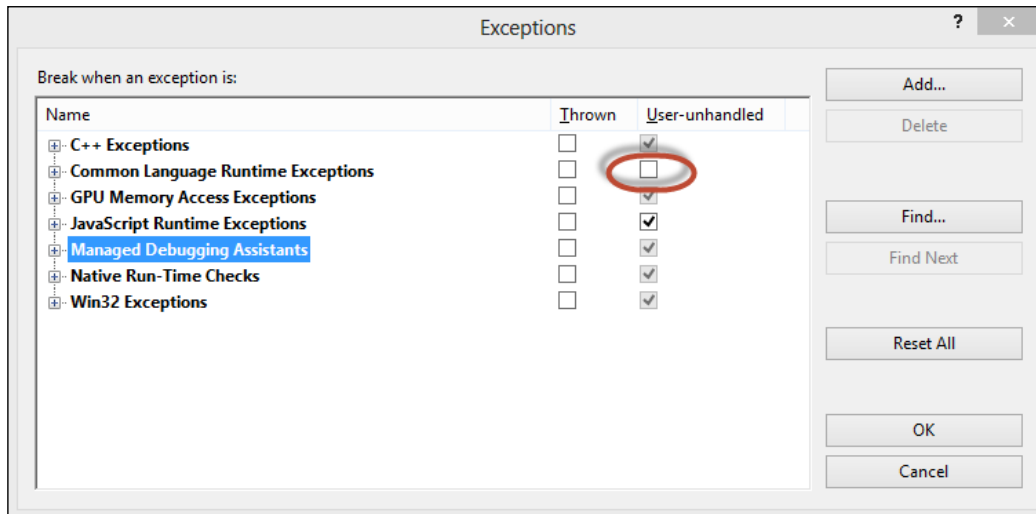 Exceptions
?
Break when an exception is:
Name Thrown User-unhandled
C++ Exceptions
Common Language Runtime Exceptions
GPU Memory Access Exceptions
JavaScript Runtime Exceptions
Managed Debugging Assistants
Native Run-Time Checks
Win32 Exceptions
Add...
Delete
Find...
Find Next
Reset All
OK
Cancel